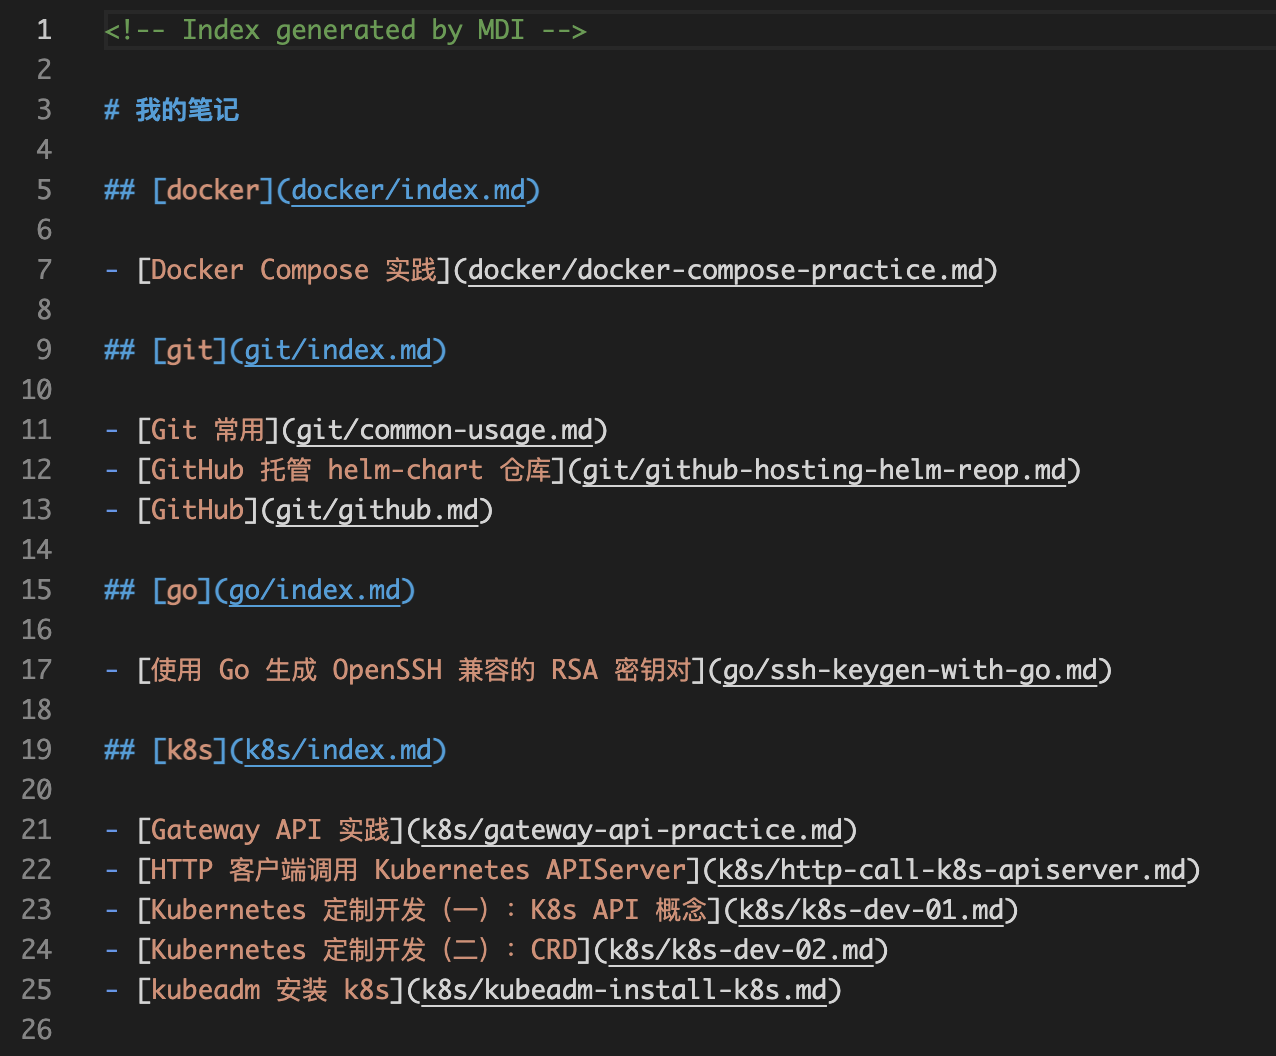 1 <!-- Index generated by MDI -->
2
3 # 我的笔记
4
5 ## [docker](docker/index.md)
6
7 - [Docker Compose 实践](docker/docker-compose-practice.md)
8
9 ## [git](git/index.md)
10
11 - [Git 常用](git/common-usage.md)
12 - [GitHub 托管 helm-chart 仓库](git/github-hosting-helm-reop.md)
13 - [GitHub](git/github.md)
14
15 ## [go](go/index.md)
16
17 - [使用 Go 生成 OpenSSH 兼容的 RSA 密钥对](go/ssh-keygen-with-go.md)
18
19 ## [k8s](k8s/index.md)
20
21 - [Gateway API 实践](k8s/gateway-api-practice.md)
22 - [HTTP 客户端调用 Kubernetes APIServer](k8s/http-call-k8s-apiserver.md)
23 - [Kubernetes 定制开发（一）：K8s API 概念](k8s/k8s-dev-01.md)
24 - [Kubernetes 定制开发（二）：CRD](k8s/k8s-dev-02.md)
25 - [kubeadm 安装 k8s](k8s/kubeadm-install-k8s.md)
26